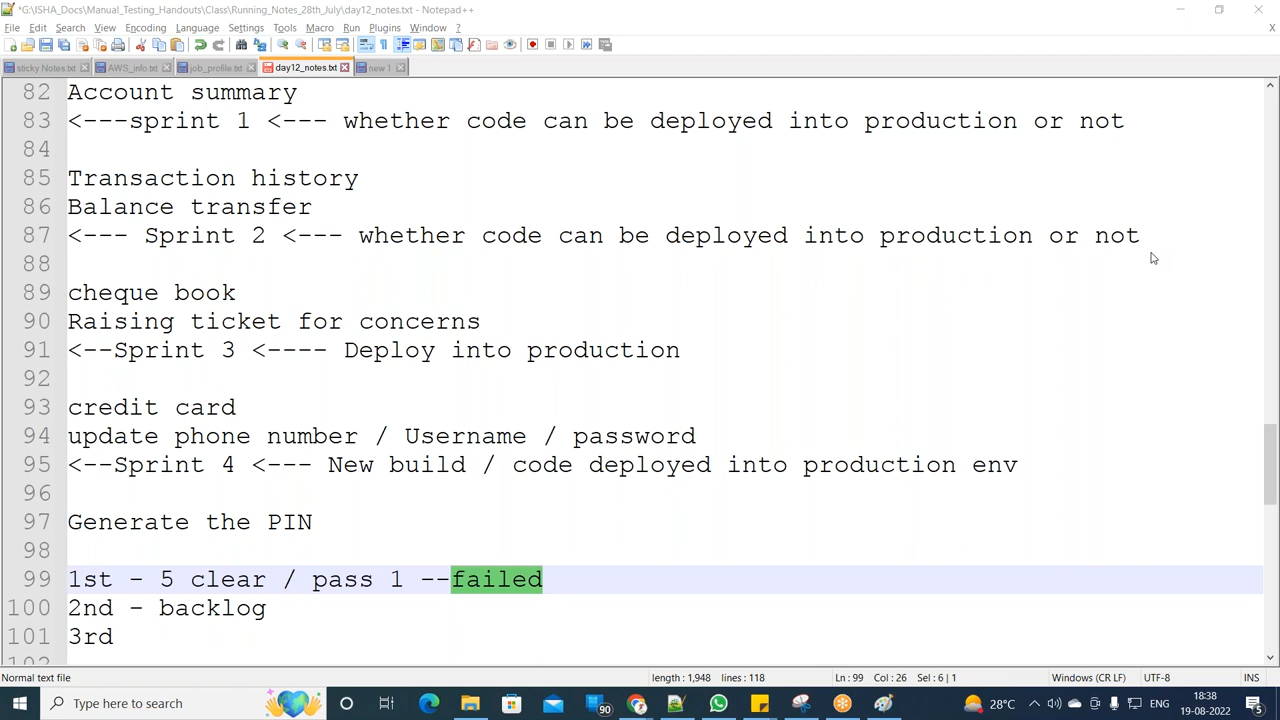 *G:\ISHA_Docs\Manual_Testing_Handouts\Class\Running_Notes_28th_July\day12_notes.txt - Notepad++
File Edit Search View Encoding Language Settings Tools Macro Run Plugins Window ?
X
sticky Notes.txt AWS_info.txt job_profile.txt day12_notes.txt new 1
82 Account summary
83 <---sprint 1 <--- whether code can be deployed into production or not
84
85 Transaction history
86 Balance transfer
87 <--- Sprint 2 <--- whether code can be deployed into production or not
88
89 cheque book
90 Raising ticket for concerns
91 <--Sprint 3 <---- Deploy into production
92
93 credit card
94 update phone number / Username / password
95 <--Sprint 4 <--- New build / code deployed into production env
96
97 Generate the PIN
98
99 1st - 5 clear / pass 1 --failed
100 2nd - backlog
101 3rd
102
Normal text file length : 1,948 lines : 118 Ln : 99 Col : 26 Sel : 6 | 1 Windows (CR LF) UTF-8 INS
Type here to search 90 28°C ENG 18:38
19-08-2022